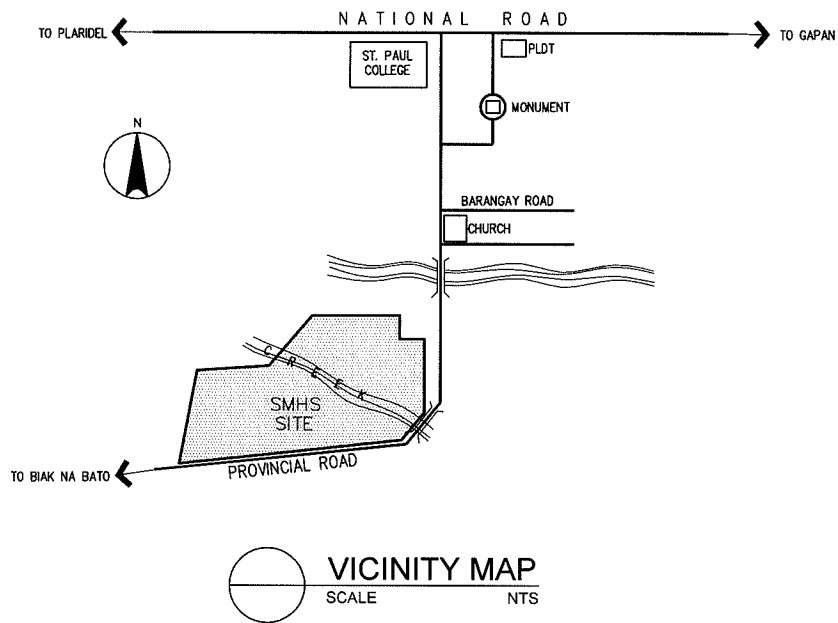 NATIONAL ROAD
TO PLARIDEL
TO GAPAN
ST. PAUL
COLLEGE
PLDT
MONUMENT
N
BARANGAY ROAD
CHURCH
CREEK
SMHS
SITE
PROVINCIAL ROAD
TO BIAK NA BATO
VICINITY MAP
SCALE NTS